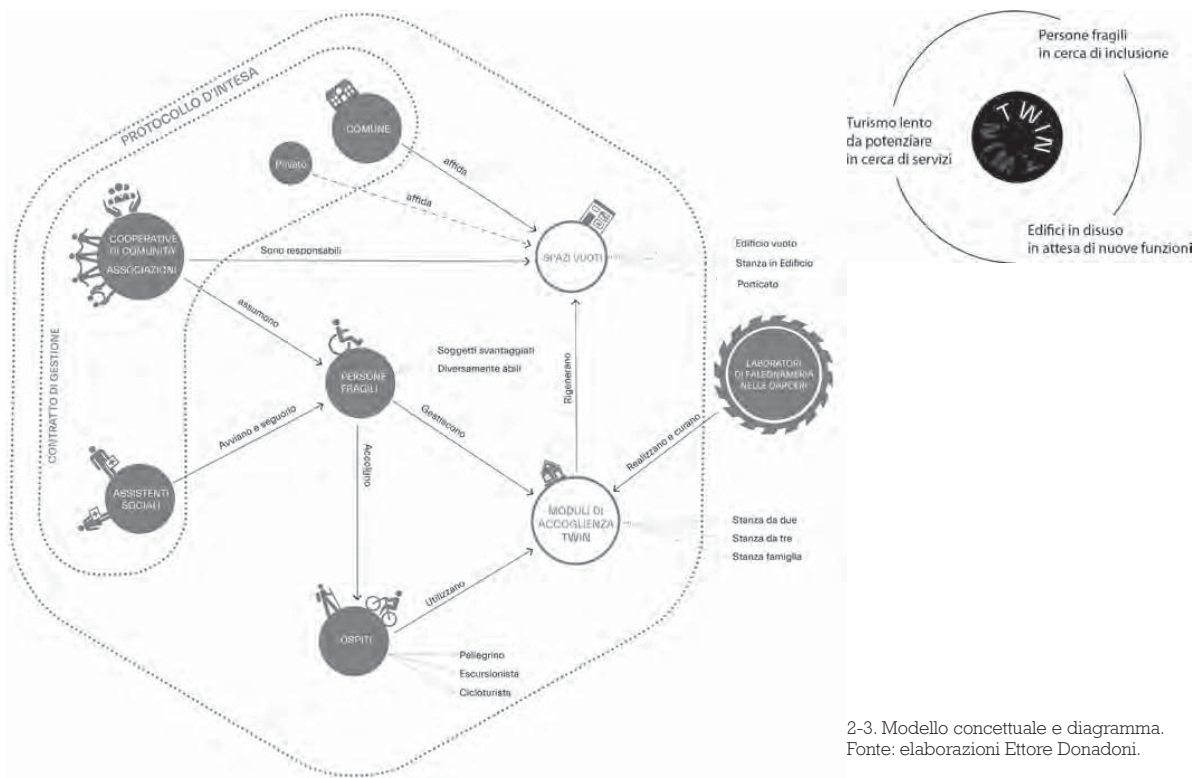 PROTOCOLLO D'INTESA
CONTRATTO DI GESTIONE
COMUNE
Privato
affida
affida
COOPERATIVE
DI COMUNITÀ
ASSOCIAZIONI
Sono responsabili
SPAZI VUOTI
Edificio vuoto
Stanza in Edificio
Porticato
assumono
PERSONE
FRAGILI
Soggetti svantaggiati
Diversamente abili
Rigenerano
LABORATORI
DI FALEGNAMERIA
NELLE CARCERI
Avviano e seguono
Gestiscono
Realizzano e curano
ASSISTENTI
SOCIALI
Accolgono
MODULI DI
ACCOGLIENZA
TWIN
Stanza da due
Stanza da tre
Stanza famiglia
Utilizzano
OSPITI
Pellegrino
Escursionista
Cicloturista
Persone fragili
in cerca di inclusione
Turismo lento
da potenziare
in cerca di servizi
TWIN
TWIN
Edifici in disuso
in attesa di nuove funzioni
2-3. Modello concettuale e diagramma.
Fonte: elaborazioni Ettore Donadoni.